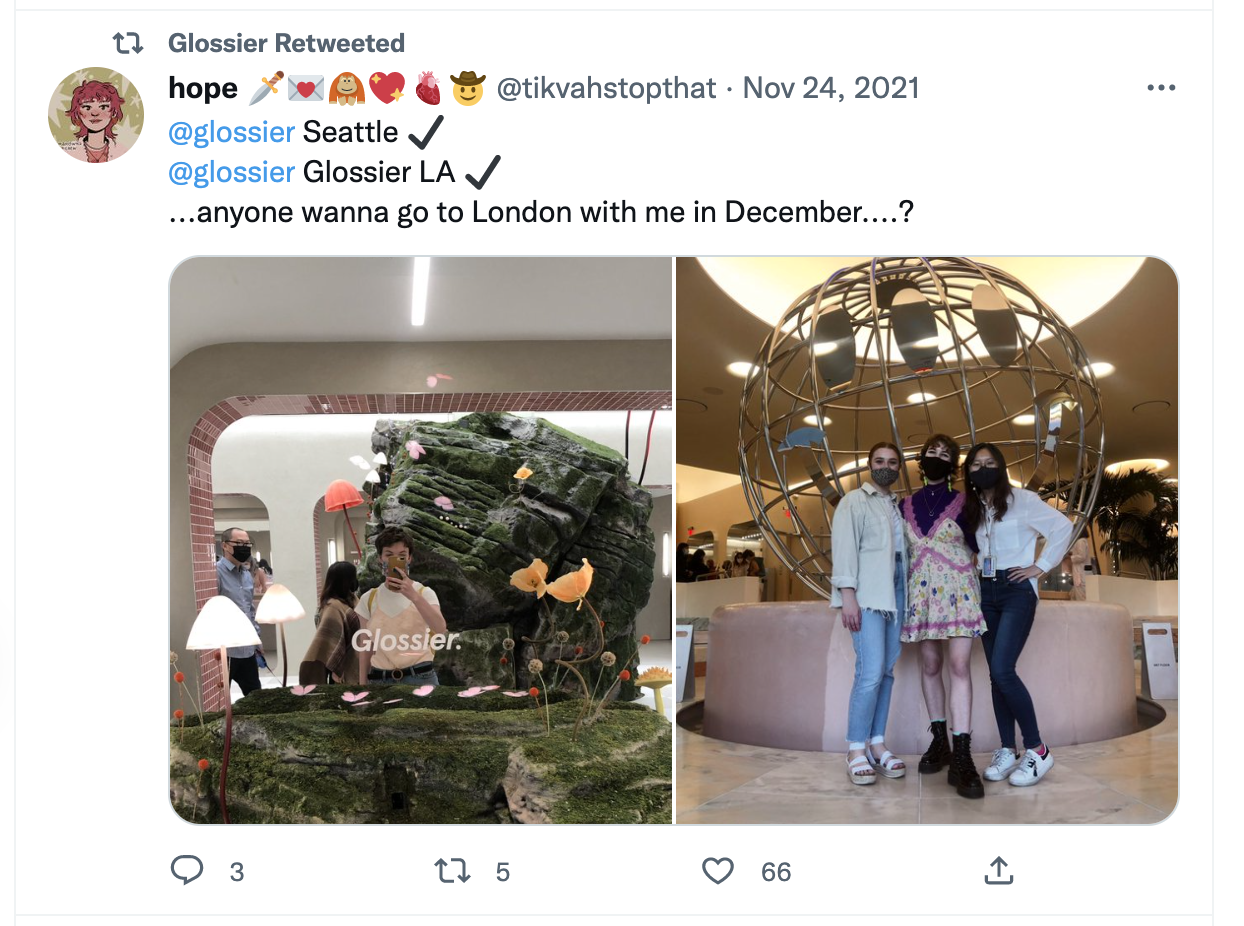 Glossier Retweeted
hope 🗡️💌🦧💖🫀🤠 @tikvahstopthat · Nov 24, 2021
@glossier Seattle ✔️
@glossier Glossier LA ✔️
...anyone wanna go to London with me in December....?
Glossier.
3
5
66